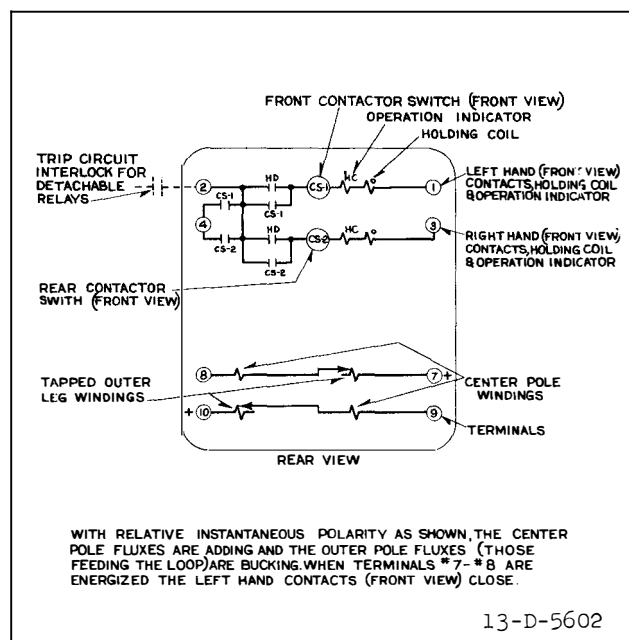 FRONT CONTACTOR SWITCH (FRONT VIEW)
OPERATION INDICATOR
HOLDING COIL
TRIP CIRCUIT
INTERLOCK FOR
DETACHABLE
RELAYS
2
HD
CS-1
HC
1
LEFT HAND (FRONT VIEW)
CONTACTS, HOLDING COIL
& OPERATION INDICATOR
CS-1
CS-1
4
3
CS-2
HD
CS-2
HC
RIGHT HAND (FRONT VIEW)
CONTACTS, HOLDING COIL
& OPERATION INDICATOR
CS-2
REAR CONTACTOR
SWITH (FRONT VIEW)
8
7 +
TAPPED OUTER
LEG WINDINGS
CENTER POLE
WINDINGS
+ 10
9
TERMINALS
REAR VIEW
WITH RELATIVE INSTANTANEOUS POLARITY AS SHOWN, THE CENTER
POLE FLUXES ARE ADDING AND THE OUTER POLE FLUXES (THOSE
FEEDING THE LOOP) ARE BUCKING. WHEN TERMINALS #7-#8 ARE
ENERGIZED THE LEFT HAND CONTACTS (FRONT VIEW) CLOSE.
13-D-5602